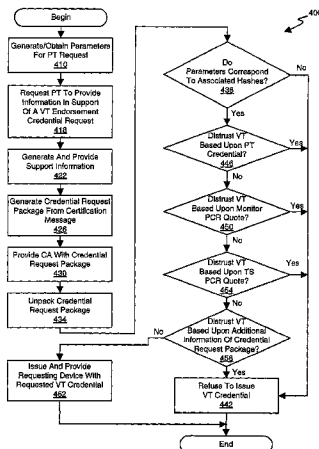 400
Begin
Generate/Obtain Parameters
For PT Request
410
Request PT To Provide
Information In Support
Of A VT Endorsement
Credential Request
418
Generate And Provide
Support Information
422
Generate Credential Request
Package From Certification
Message
426
Provide CA With Credential
Request Package
430
Unpack Credential
Request Package
434
Do
Parameters Correspond
To Associated Hashes?
438
No
Yes
Distrust VT
Based Upon PT
Credential?
446
Yes
No
Distrust VT
Based Upon Monitor
PCR Quote?
450
Yes
No
Distrust VT
Based Upon TS
PCR Quote?
454
Yes
No
Distrust VT
Based Upon Additional
Information Of Credential
Request Package?
458
No
Yes
Issue And Provide
Requesting Device With
Requested VT Credential
462
Refuse To Issue
VT Credential
442
End